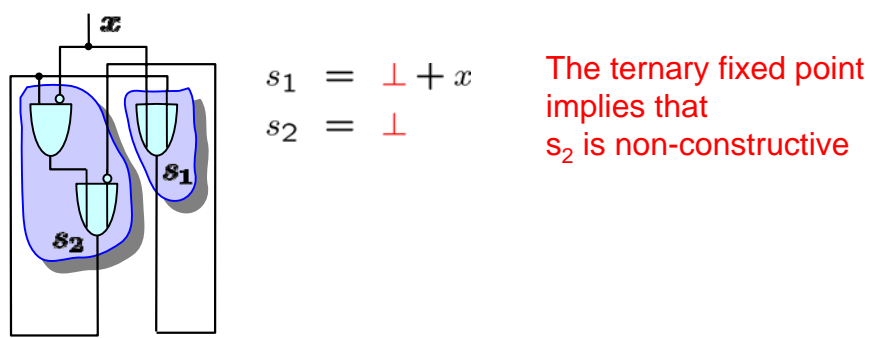 x
s₁ = ⊥ + x
s₂ = ⊥
The ternary fixed point
implies that
s₂ is non-constructive
s₁
s₂